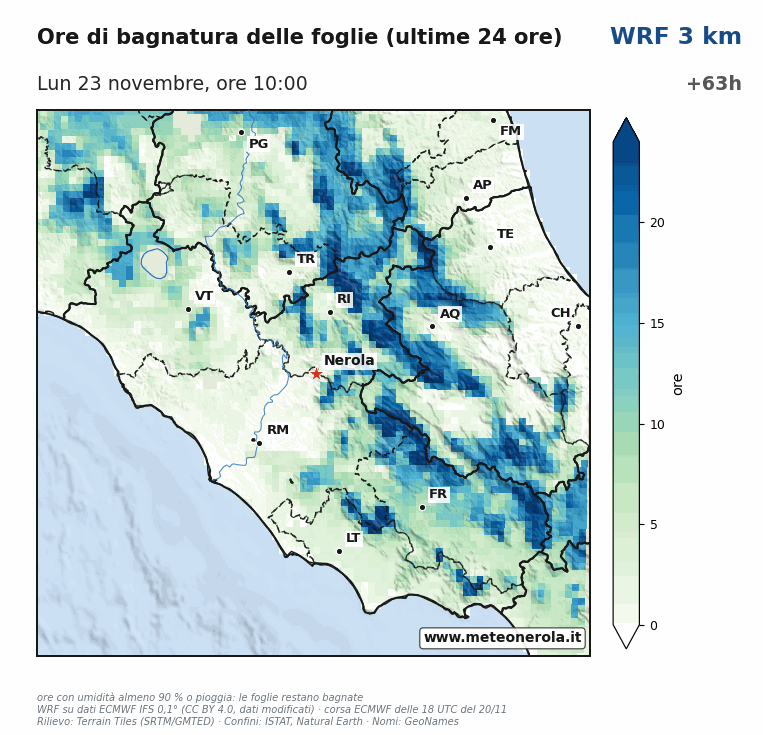 Ore di bagnatura delle foglie (ultime 24 ore)
WRF 3 km
Lun 23 novembre, ore 10:00
+63h
FM
PG
AP
TE
TR
VT
RI
AQ
CH
Nerola
RM
FR
LT
20
15
10
5
0
ore
www.meteonerola.it
ore con umidità almeno 90 % o pioggia: le foglie restano bagnate
WRF su dati ECMWF IFS 0,1° (CC BY 4.0, dati modificati) · corsa ECMWF delle 18 UTC del 20/11
Rilievo: Terrain Tiles (SRTM/GMTED) · Confini: ISTAT, Natural Earth · Nomi: GeoNames